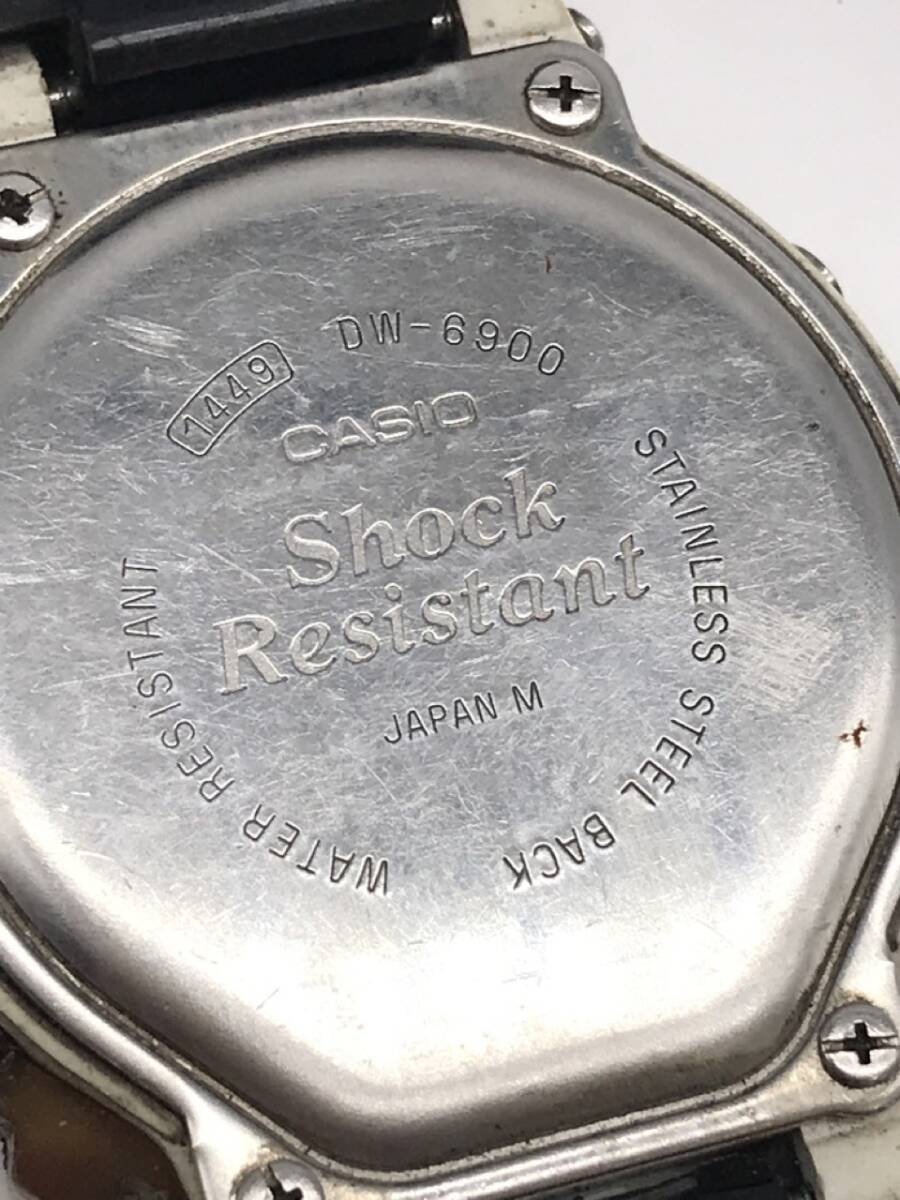 1449
DW-6900
CASIO
Shock
Resistant
JAPAN M
WATER RESISTANT
STAINLESS STEEL BACK